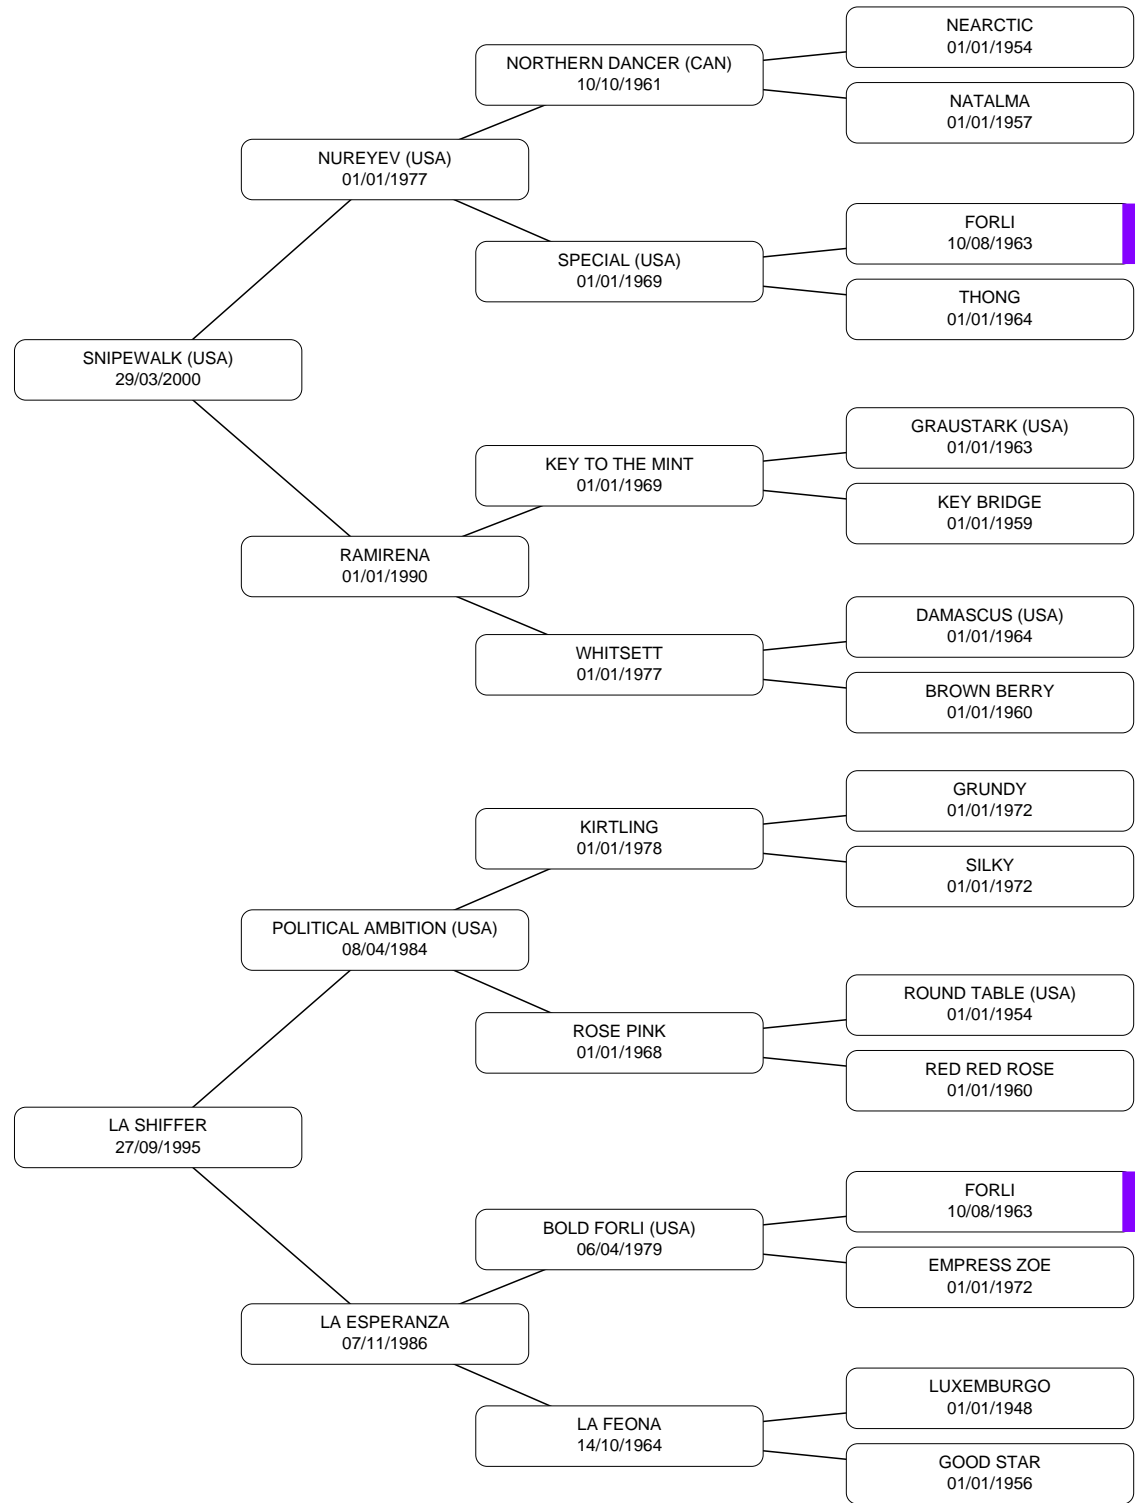 NEARCTIC
01/01/1954
NORTHERN DANCER (CAN)
10/10/1961
NATALMA
01/01/1957
NUREYEV (USA)
01/01/1977
FORLI
10/08/1963
SPECIAL (USA)
01/01/1969
THONG
01/01/1964
SNIPEWALK (USA)
29/03/2000
GRAUSTARK (USA)
01/01/1963
KEY TO THE MINT
01/01/1969
KEY BRIDGE
01/01/1959
RAMIRENA
01/01/1990
DAMASCUS (USA)
01/01/1964
WHITSETT
01/01/1977
BROWN BERRY
01/01/1960
GRUNDY
01/01/1972
KIRTLING
01/01/1978
SILKY
01/01/1972
POLITICAL AMBITION (USA)
08/04/1984
ROUND TABLE (USA)
01/01/1954
ROSE PINK
01/01/1968
RED RED ROSE
01/01/1960
LA SHIFFER
27/09/1995
FORLI
10/08/1963
BOLD FORLI (USA)
06/04/1979
EMPRESS ZOE
01/01/1972
LA ESPERANZA
07/11/1986
LUXEMBURGO
01/01/1948
LA FEONA
14/10/1964
GOOD STAR
01/01/1956